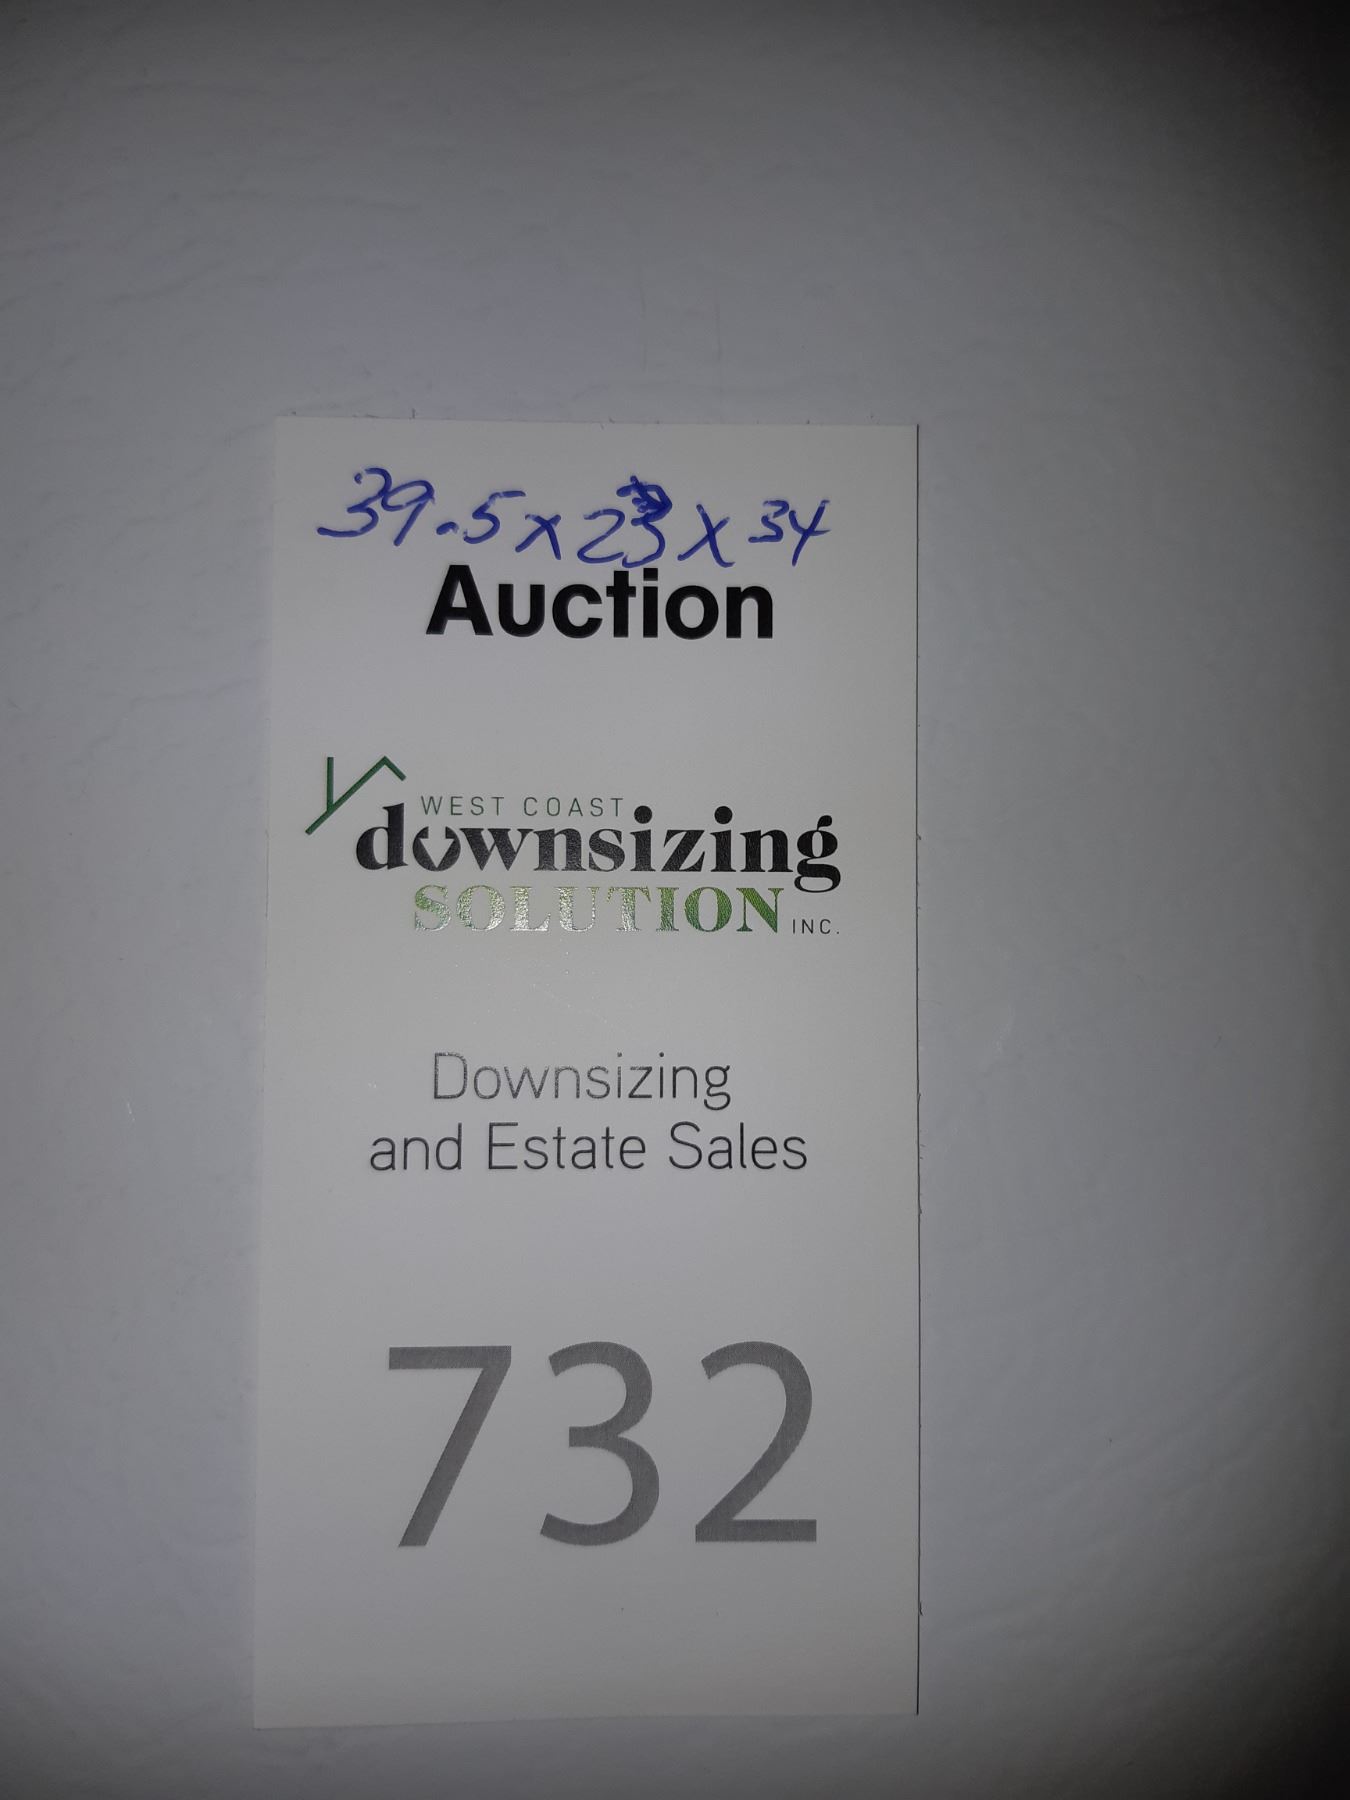 39.5 x 23 x 34
Auction
WEST COAST
downsizing
SOLUTION INC.
Downsizing
and Estate Sales
732